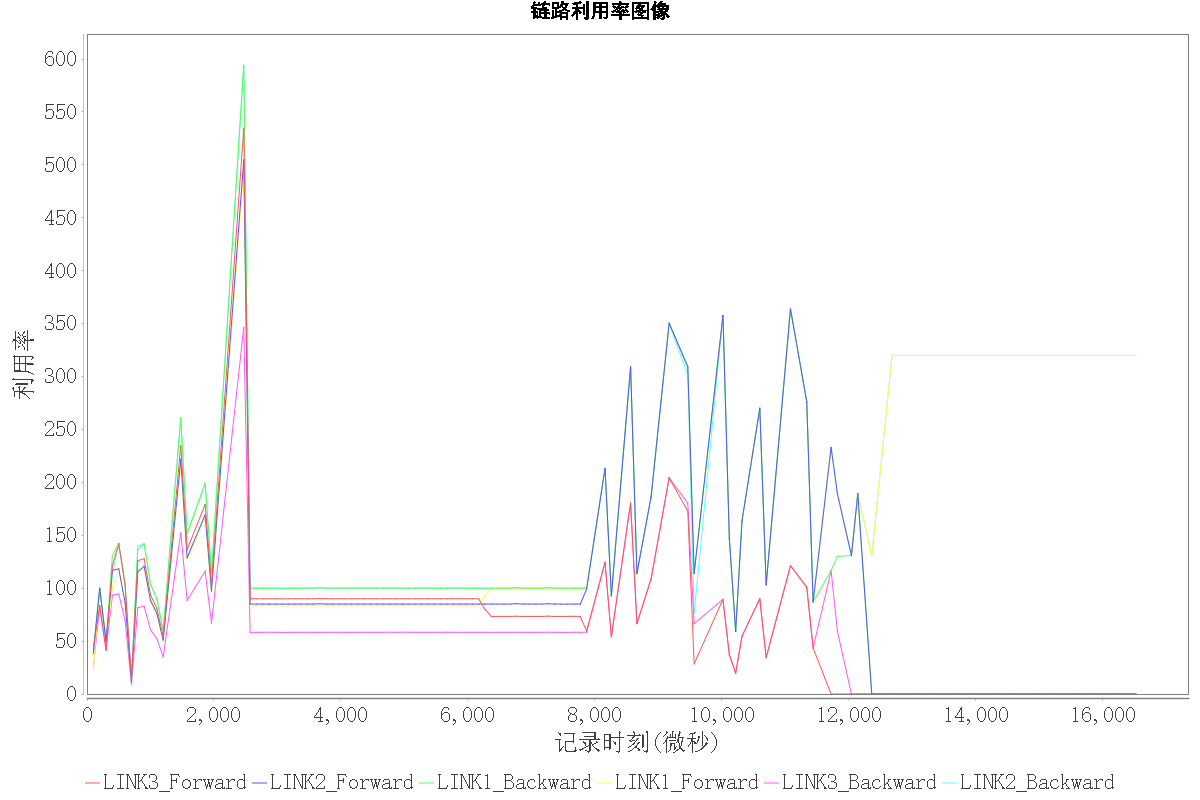 链路利用率图像
利用率
600
550
500
450
400
350
300
250
200
150
100
50
0
0 2,000 4,000 6,000 8,000 10,000 12,000 14,000 16,000
记录时刻(微秒)
LINK3_Forward LINK2_Forward LINK1_Backward LINK1_Forward LINK3_Backward LINK2_Backward